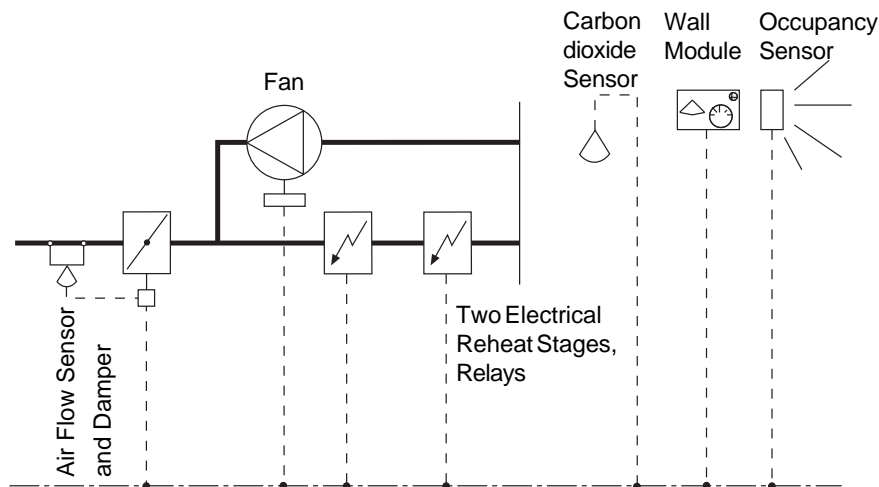 Carbon
dioxide
Sensor
Wall
Module
Occupancy
Sensor
Fan
Two Electrical
Reheat Stages,
Relays
Air Flow Sensor
and Damper